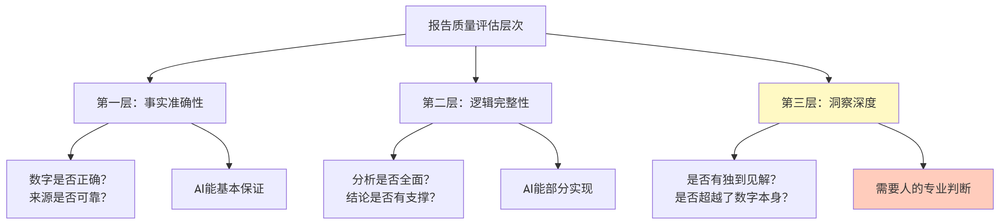 报告质量评估层次
第一层：事实准确性
第二层：逻辑完整性
第三层：洞察深度
数字是否正确？
来源是否可靠？
AI能基本保证
分析是否全面？
结论是否有支撑？
AI能部分实现
是否有独到见解？
是否超越了数字本身？
需要人的专业判断